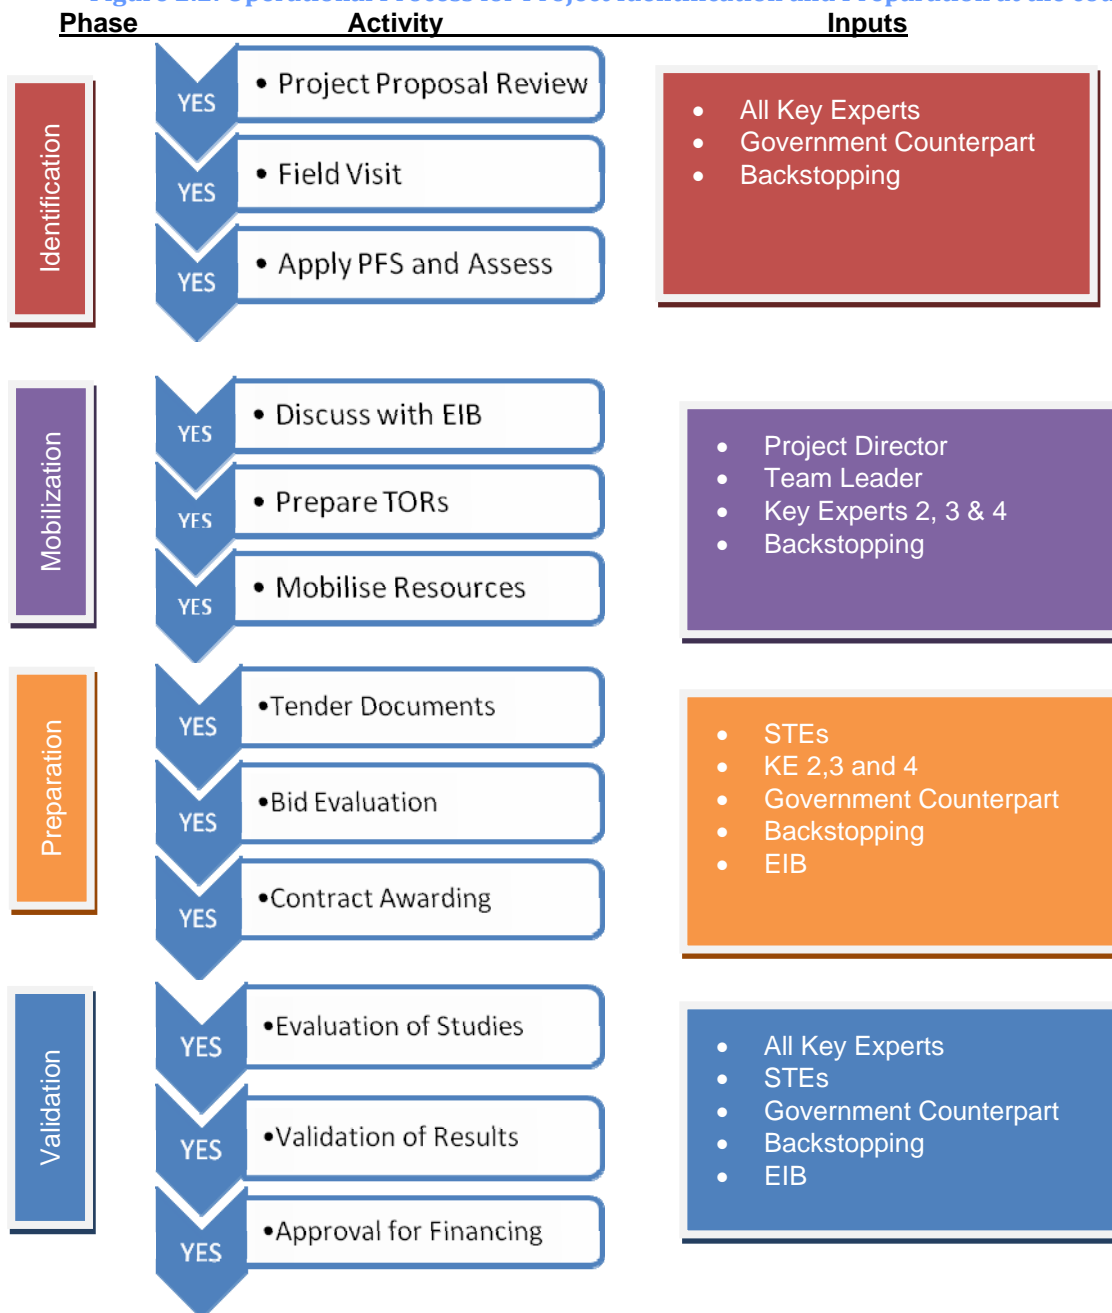 Phase Activity Inputs
Identification
YES
• Project Proposal Review
YES
• Field Visit
YES
• Apply PFS and Assess
• All Key Experts
• Government Counterpart
• Backstopping
Mobilization
YES
• Discuss with EIB
YES
• Prepare TORs
YES
• Mobilise Resources
• Project Director
• Team Leader
• Key Experts 2, 3 & 4
• Backstopping
Preparation
YES
•Tender Documents
YES
•Bid Evaluation
YES
•Contract Awarding
• STEs
• KE 2,3 and 4
• Government Counterpart
• Backstopping
• EIB
Validation
YES
•Evaluation of Studies
YES
•Validation of Results
YES
•Approval for Financing
• All Key Experts
• STEs
• Government Counterpart
• Backstopping
• EIB